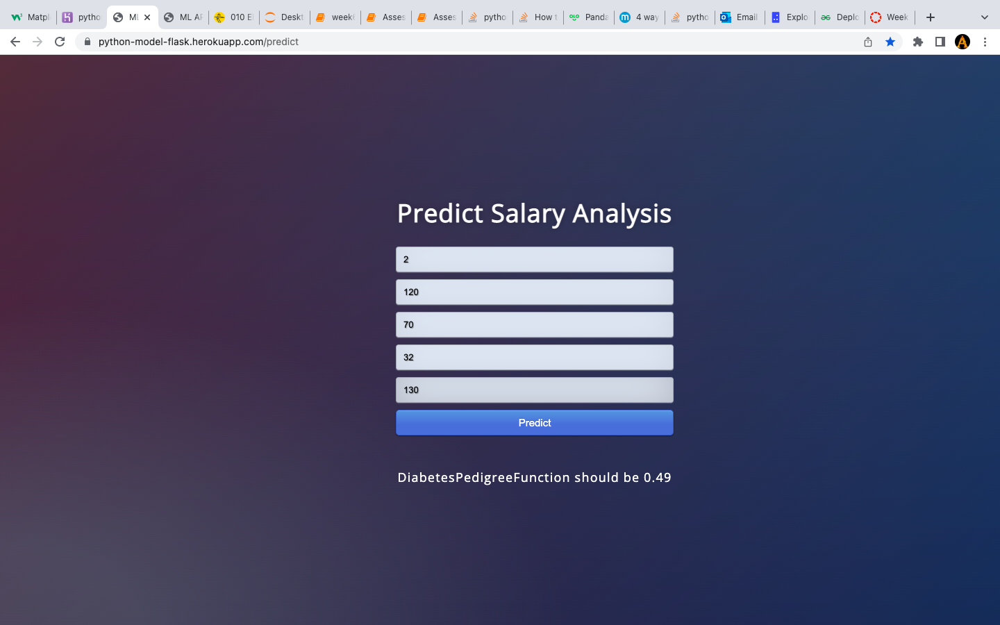 Matpl
pytho
ML
ML AP
010 E
Deskt
week
Asses
Asses
pytho
How t
Panda
4 way
pytho
Email
Explo
Deplo
Week
python-model-flask.herokuapp.com/predict
Predict Salary Analysis
2
120
70
32
130
Predict
DiabetesPedigreeFunction should be 0.49